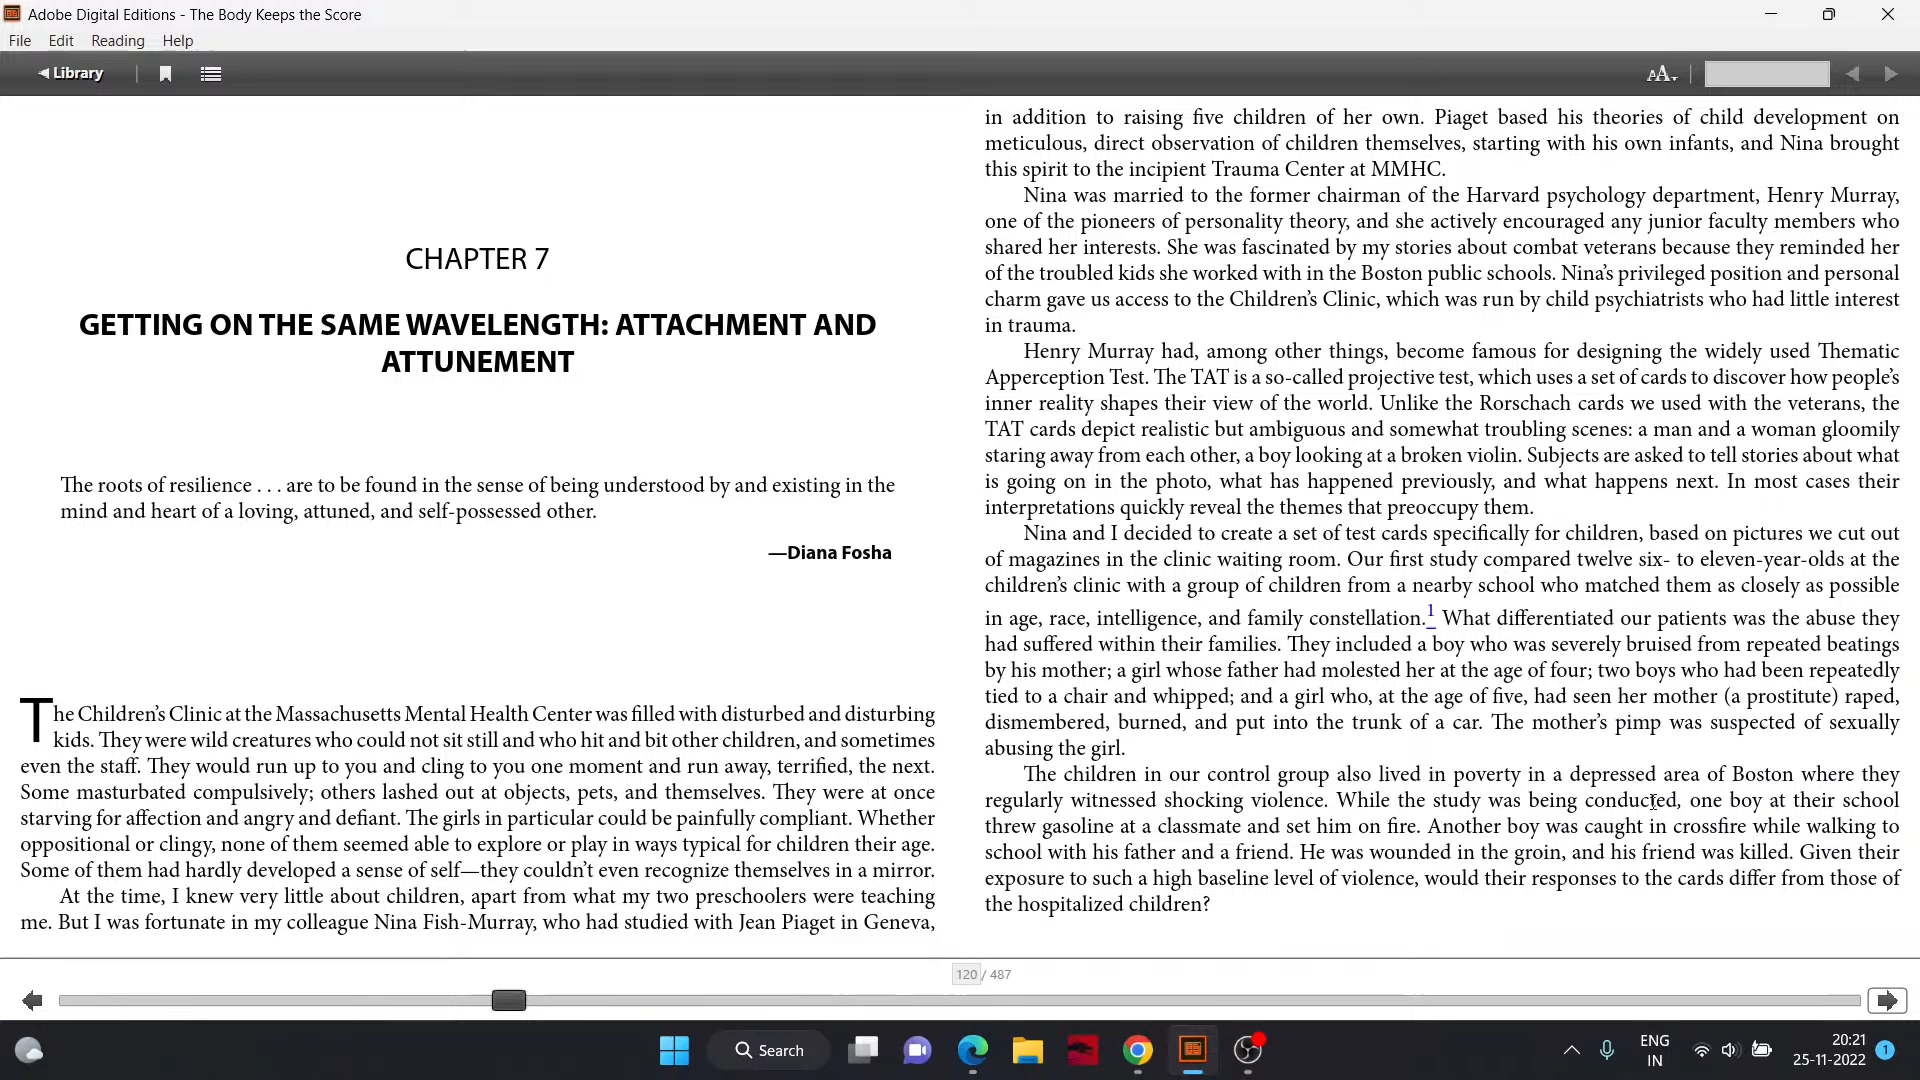 Adobe Digital Editions - The Body Keeps the Score
File Edit Reading Help
Library
AA
CHAPTER 7
GETTING ON THE SAME WAVELENGTH: ATTACHMENT AND
ATTUNEMENT
The roots of resilience . . . are to be found in the sense of being understood by and existing in the
mind and heart of a loving, attuned, and self-possessed other.
—Diana Fosha
The Children’s Clinic at the Massachusetts Mental Health Center was filled with disturbed and disturbing
kids. They were wild creatures who could not sit still and who hit and bit other children, and sometimes
even the staff. They would run up to you and cling to you one moment and run away, terrified, the next.
Some masturbated compulsively; others lashed out at objects, pets, and themselves. They were at once
starving for affection and angry and defiant. The girls in particular could be painfully compliant. Whether
oppositional or clingy, none of them seemed able to explore or play in ways typical for children their age.
Some of them had hardly developed a sense of self—they couldn’t even recognize themselves in a mirror.
At the time, I knew very little about children, apart from what my two preschoolers were teaching
me. But I was fortunate in my colleague Nina Fish-Murray, who had studied with Jean Piaget in Geneva,
in addition to raising five children of her own. Piaget based his theories of child development on
meticulous, direct observation of children themselves, starting with his own infants, and Nina brought
this spirit to the incipient Trauma Center at MMHC.
Nina was married to the former chairman of the Harvard psychology department, Henry Murray,
one of the pioneers of personality theory, and she actively encouraged any junior faculty members who
shared her interests. She was fascinated by my stories about combat veterans because they reminded her
of the troubled kids she worked with in the Boston public schools. Nina’s privileged position and personal
charm gave us access to the Children’s Clinic, which was run by child psychiatrists who had little interest
in trauma.
Henry Murray had, among other things, become famous for designing the widely used Thematic
Apperception Test. The TAT is a so-called projective test, which uses a set of cards to discover how people’s
inner reality shapes their view of the world. Unlike the Rorschach cards we used with the veterans, the
TAT cards depict realistic but ambiguous and somewhat troubling scenes: a man and a woman gloomily
staring away from each other, a boy looking at a broken violin. Subjects are asked to tell stories about what
is going on in the photo, what has happened previously, and what happens next. In most cases their
interpretations quickly reveal the themes that preoccupy them.
Nina and I decided to create a set of test cards specifically for children, based on pictures we cut out
of magazines in the clinic waiting room. Our first study compared twelve six- to eleven-year-olds at the
children’s clinic with a group of children from a nearby school who matched them as closely as possible
in age, race, intelligence, and family constellation.1 What differentiated our patients was the abuse they
had suffered within their families. They included a boy who was severely bruised from repeated beatings
by his mother; a girl whose father had molested her at the age of four; two boys who had been repeatedly
tied to a chair and whipped; and a girl who, at the age of five, had seen her mother (a prostitute) raped,
dismembered, burned, and put into the trunk of a car. The mother’s pimp was suspected of sexually
abusing the girl.
The children in our control group also lived in poverty in a depressed area of Boston where they
regularly witnessed shocking violence. While the study was being conducted, one boy at their school
threw gasoline at a classmate and set him on fire. Another boy was caught in crossfire while walking to
school with his father and a friend. He was wounded in the groin, and his friend was killed. Given their
exposure to such a high baseline level of violence, would their responses to the cards differ from those of
the hospitalized children?
120 / 487
Search
ENG
IN
20:21
25-11-2022
1